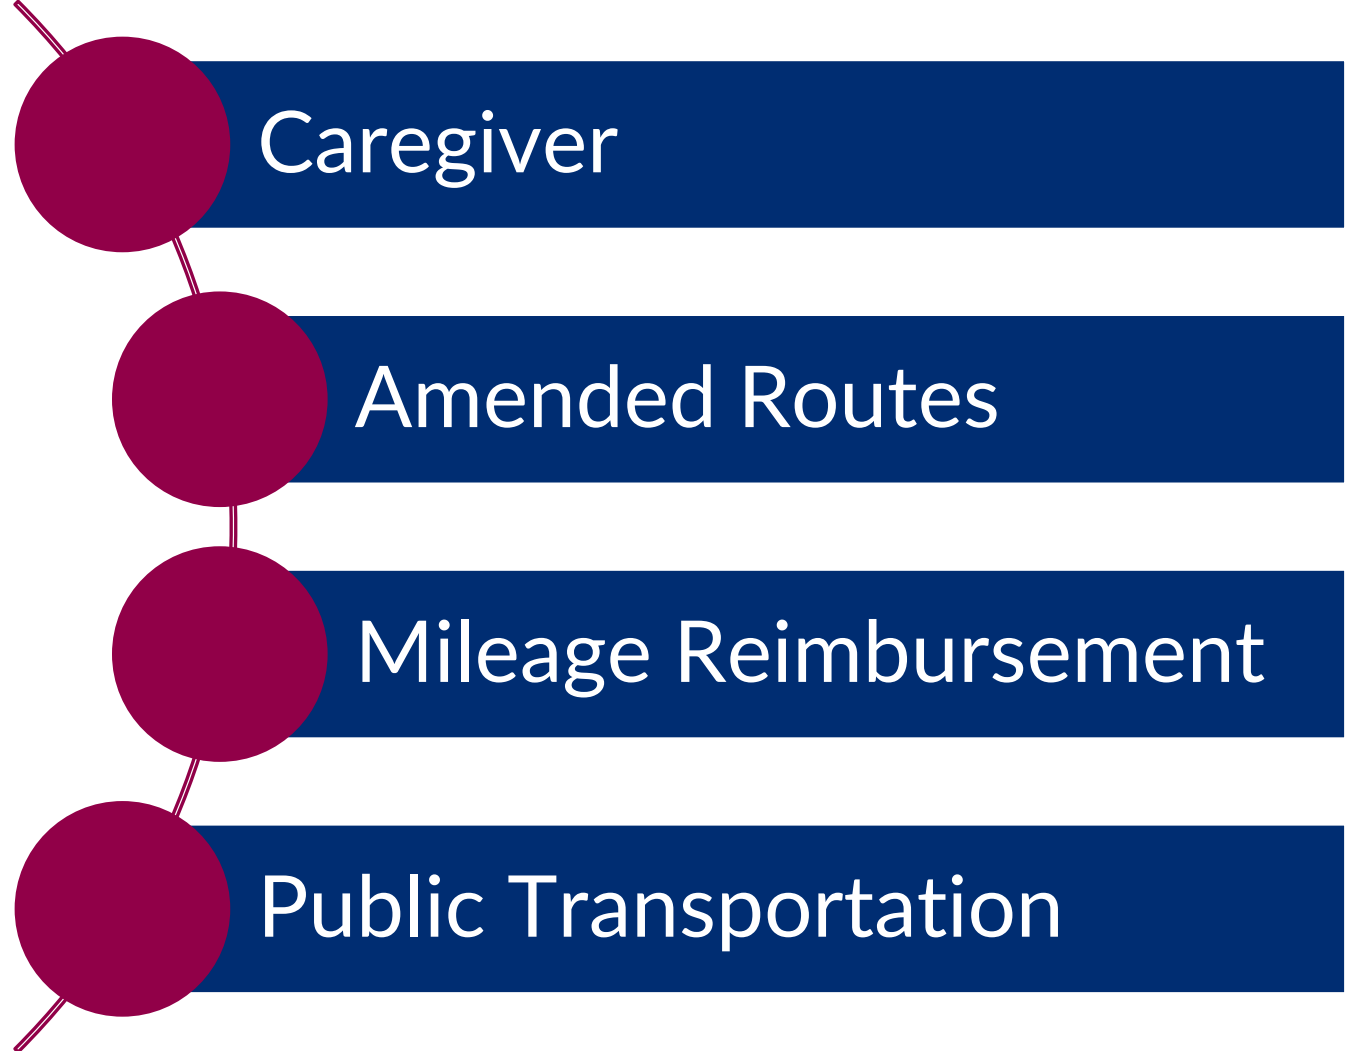 Caregiver
Amended Routes
Mileage Reimbursement
Public Transportation